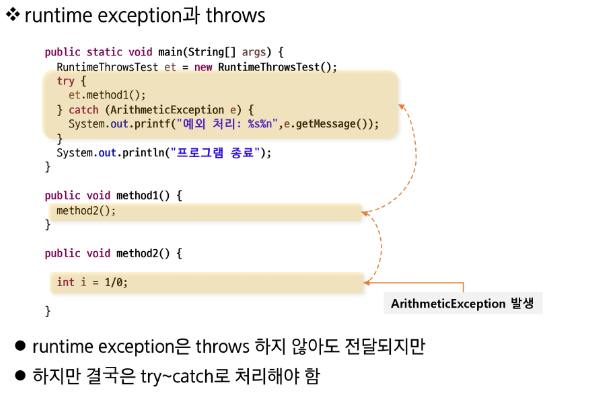 ❖runtime exception과 throws
public static void main(String[] args) {
RuntimeThrowsTest et = new RuntimeThrowsTest();
try {
et.method1();
} catch (ArithmeticException e) {
System.out.printf("예외 처리: %s%n",e.getMessage());
}
System.out.println("프로그램 종료");
}
public void method1() {
method2();
}
public void method2() {
int i = 1/0;
ArithmeticException 발생
}
● runtime exception은 throws 하지 않아도 전달되지만
● 하지만 결국은 try~catch로 처리해야 함